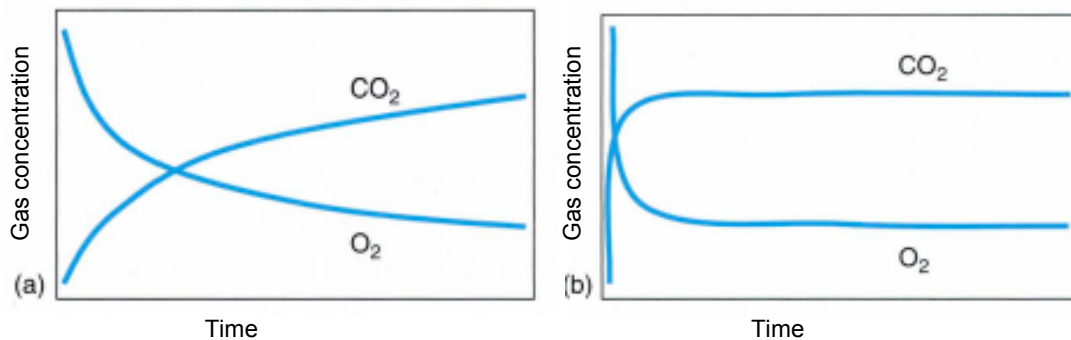 Gas concentration
CO₂
O₂
(a)
Time
Gas concentration
CO₂
O₂
(b)
Time